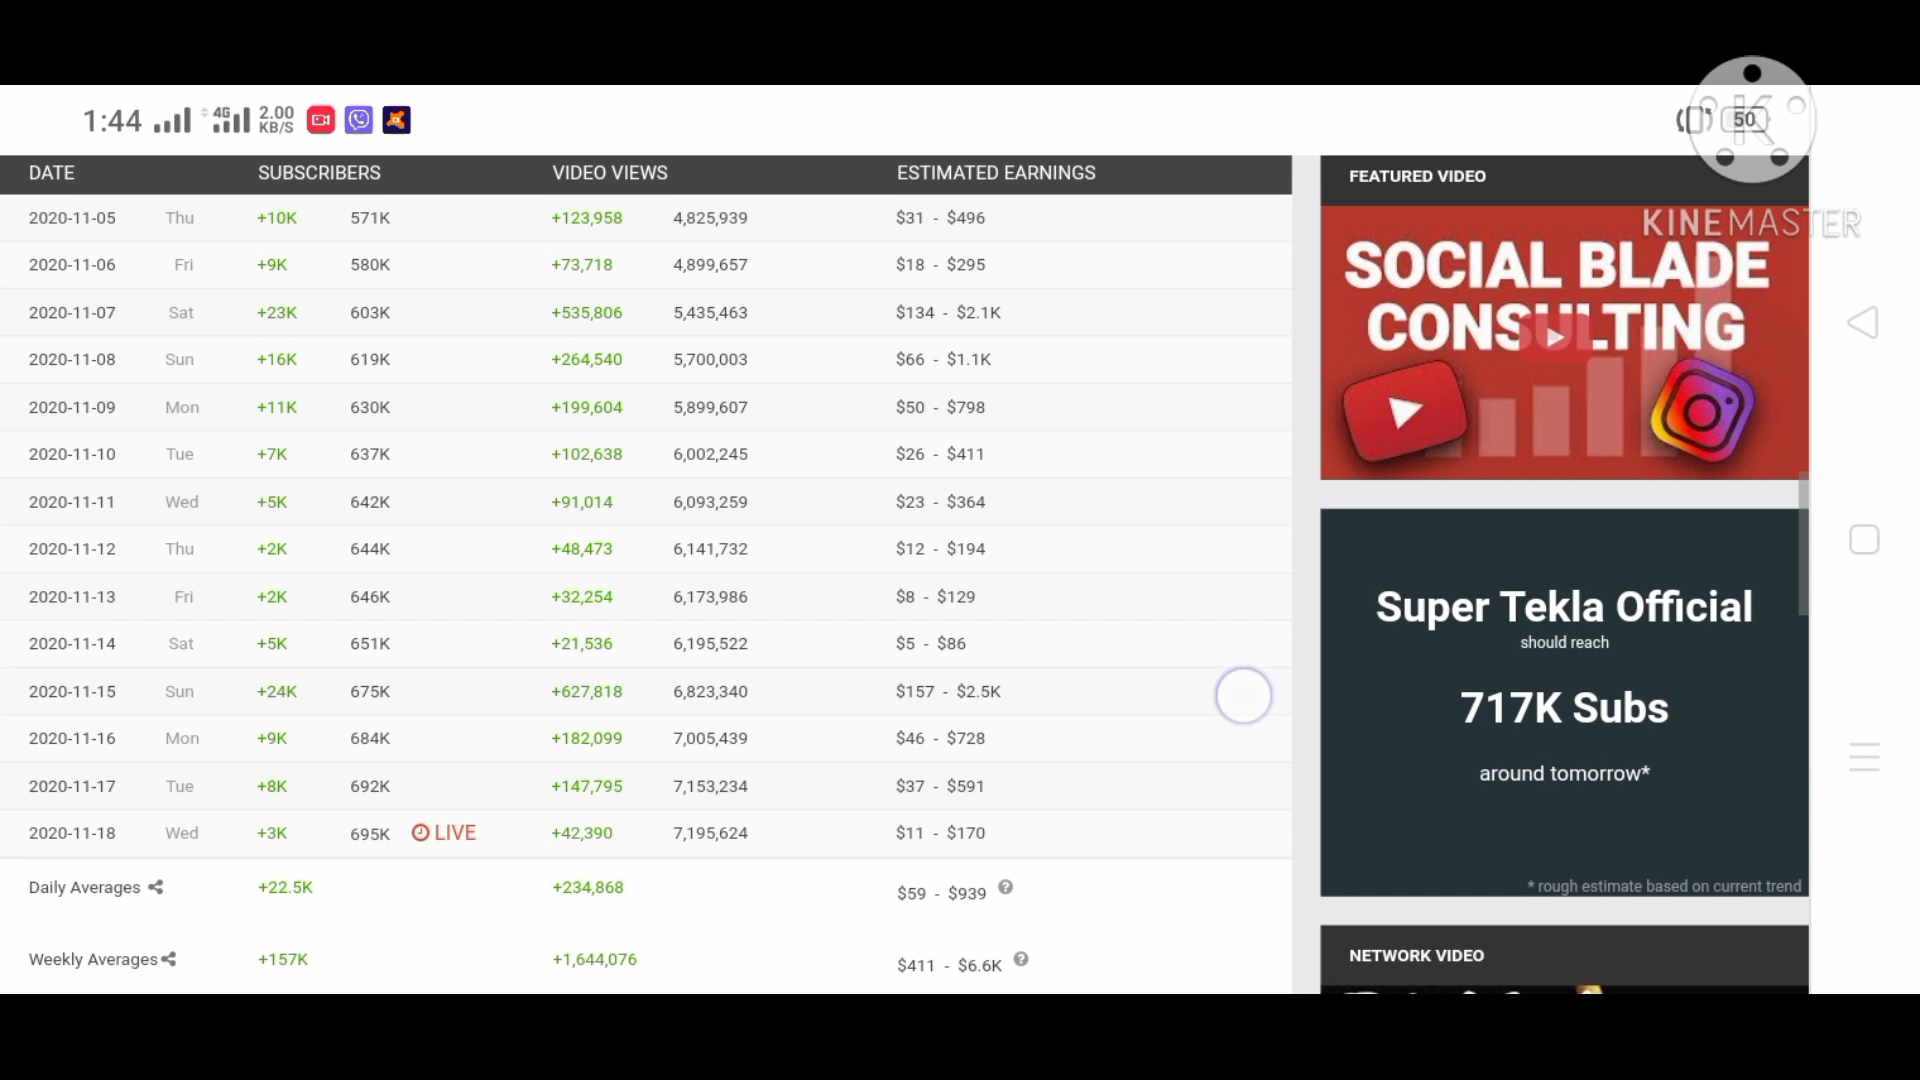 1:44 4G 2.00 KB/S 50
KINEMASTER
DATE SUBSCRIBERS VIDEO VIEWS ESTIMATED EARNINGS
2020-11-05 Thu +10K 571K +123,958 4,825,939 $31 - $496
2020-11-06 Fri +9K 580K +73,718 4,899,657 $18 - $295
2020-11-07 Sat +23K 603K +535,806 5,435,463 $134 - $2.1K
2020-11-08 Sun +16K 619K +264,540 5,700,003 $66 - $1.1K
2020-11-09 Mon +11K 630K +199,604 5,899,607 $50 - $798
2020-11-10 Tue +7K 637K +102,638 6,002,245 $26 - $411
2020-11-11 Wed +5K 642K +91,014 6,093,259 $23 - $364
2020-11-12 Thu +2K 644K +48,473 6,141,732 $12 - $194
2020-11-13 Fri +2K 646K +32,254 6,173,986 $8 - $129
2020-11-14 Sat +5K 651K +21,536 6,195,522 $5 - $86
2020-11-15 Sun +24K 675K +627,818 6,823,340 $157 - $2.5K
2020-11-16 Mon +9K 684K +182,099 7,005,439 $46 - $728
2020-11-17 Tue +8K 692K +147,795 7,153,234 $37 - $591
2020-11-18 Wed +3K 695K LIVE +42,390 7,195,624 $11 - $170
Daily Averages +22.5K +234,868 $59 - $939
Weekly Averages +157K +1,644,076 $411 - $6.6K
FEATURED VIDEO
SOCIAL BLADE
CONSULTING
Super Tekla Official
should reach
717K Subs
around tomorrow*
* rough estimate based on current trend
NETWORK VIDEO